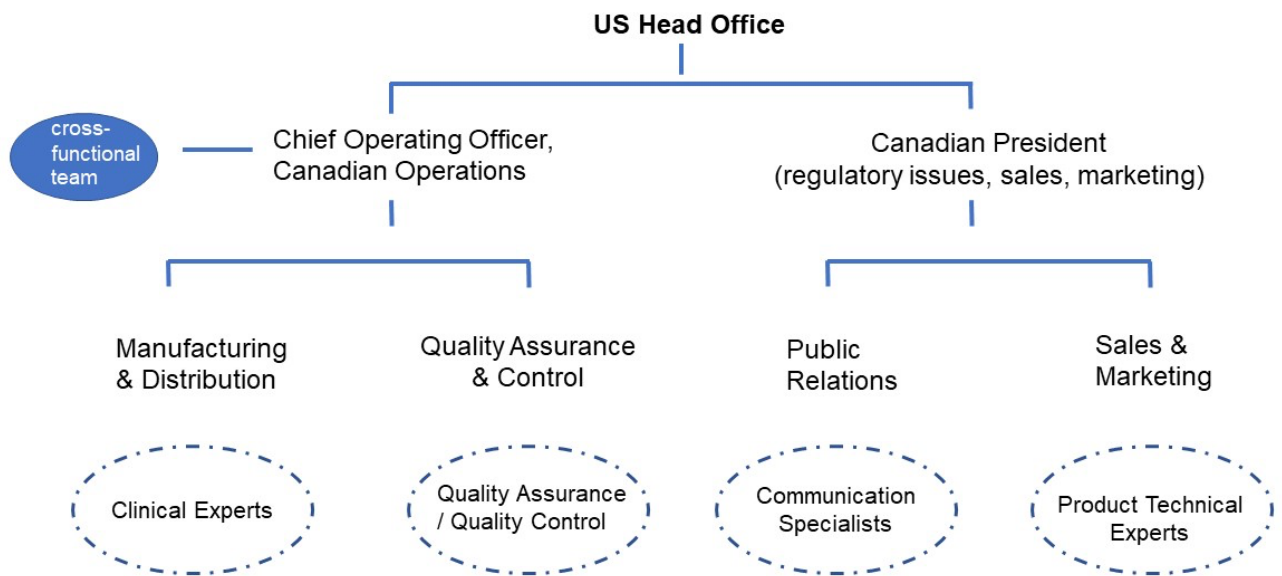 US Head Office
cross-
functional
team
Chief Operating Officer,
Canadian Operations
Canadian President
(regulatory issues, sales, marketing)
Manufacturing
& Distribution
Quality Assurance
& Control
Public
Relations
Sales &
Marketing
Clinical Experts
Quality Assurance
/ Quality Control
Communication
Specialists
Product Technical
Experts